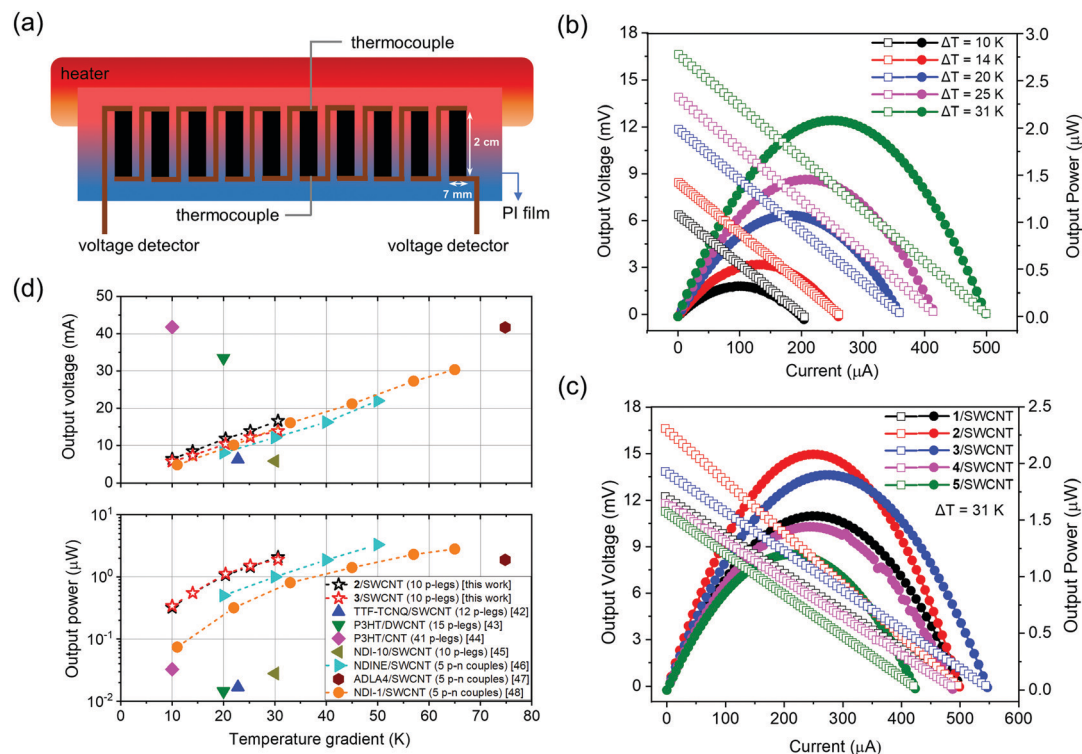 (a)
thermocouple
heater
2 cm
7 mm
PI film
thermocouple
voltage detector
voltage detector
(b)
18
15
12
9
6
3
0
Output Voltage (mV)
3.0
2.5
2.0
1.5
1.0
0.5
0.0
Output Power (μW)
ΔT = 10 K
ΔT = 14 K
ΔT = 20 K
ΔT = 25 K
ΔT = 31 K
0 100 200 300 400 500
Current (μA)
(d)
50
40
30
20
10
0
Output voltage (mA)
10¹
10⁰
10⁻¹
10⁻²
Output power (μW)
2/SWCNT (10 p-legs) [this work]
3/SWCNT (10 p-legs) [this work]
TTF-TCNQ/SWCNT (12 p-legs) [42]
P3HT/DWCNT (15 p-legs) [43]
P3HT/CNT (41 p-legs) [44]
NDI-10/SWCNT (10 p-legs) [45]
NDINE/SWCNT (5 p-n couples) [46]
ADLA4/SWCNT (5 p-n couples) [47]
NDI-1/SWCNT (5 p-n couples) [48]
0 10 20 30 40 50 60 70 80
Temperature gradient (K)
(c)
18
15
12
9
6
3
0
Output Voltage (mV)
2.5
2.0
1.5
1.0
0.5
0.0
Output Power (μW)
1/SWCNT
2/SWCNT
3/SWCNT
4/SWCNT
5/SWCNT
ΔT = 31 K
0 100 200 300 400 500 600
Current (μA)